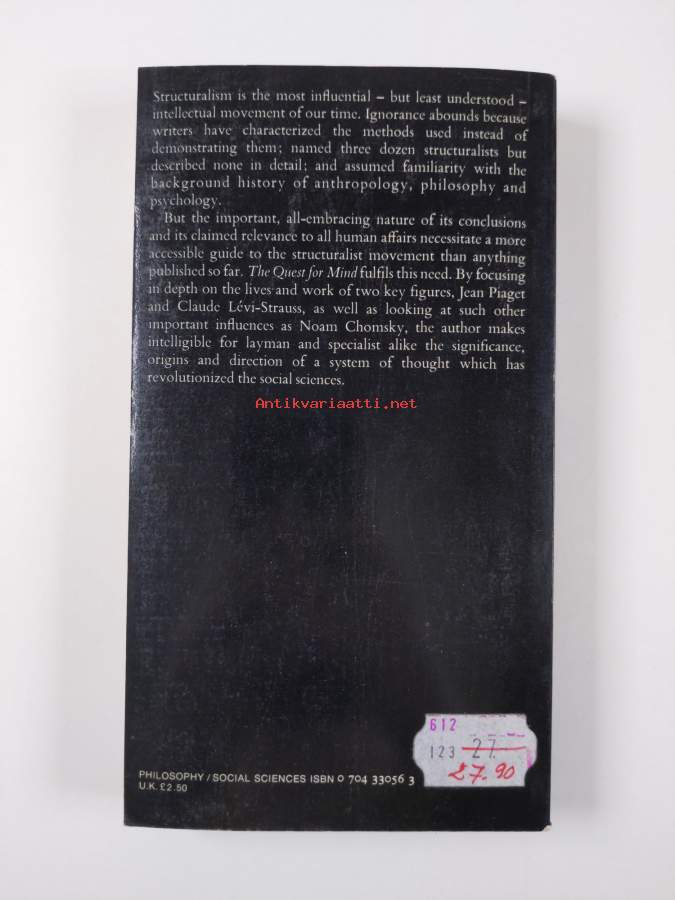 Structuralism is the most influential – but least understood –
intellectual movement of our time. Ignorance abounds because
writers have characterized the methods used instead of
demonstrating them; named three dozen structuralists but
described none in detail; and assumed familiarity with the
background history of anthropology, philosophy and
psychology.
But the important, all-embracing nature of its conclusions
and its claimed relevance to all human affairs necessitate a more
accessible guide to the structuralist movement than anything
published so far. The Quest for Mind fulfils this need. By focusing
in depth on the lives and work of two key figures, Jean Piaget
and Claude Lévi-Strauss, as well as looking at such other
important influences as Noam Chomsky, the author makes
intelligible for layman and specialist alike the significance,
origins and direction of a system of thought which has
revolutionized the social sciences.
Antikvariaatti.net
612
123 27.
27.90
PHILOSOPHY / SOCIAL SCIENCES ISBN 0 704 33056 3
U.K. £2.50